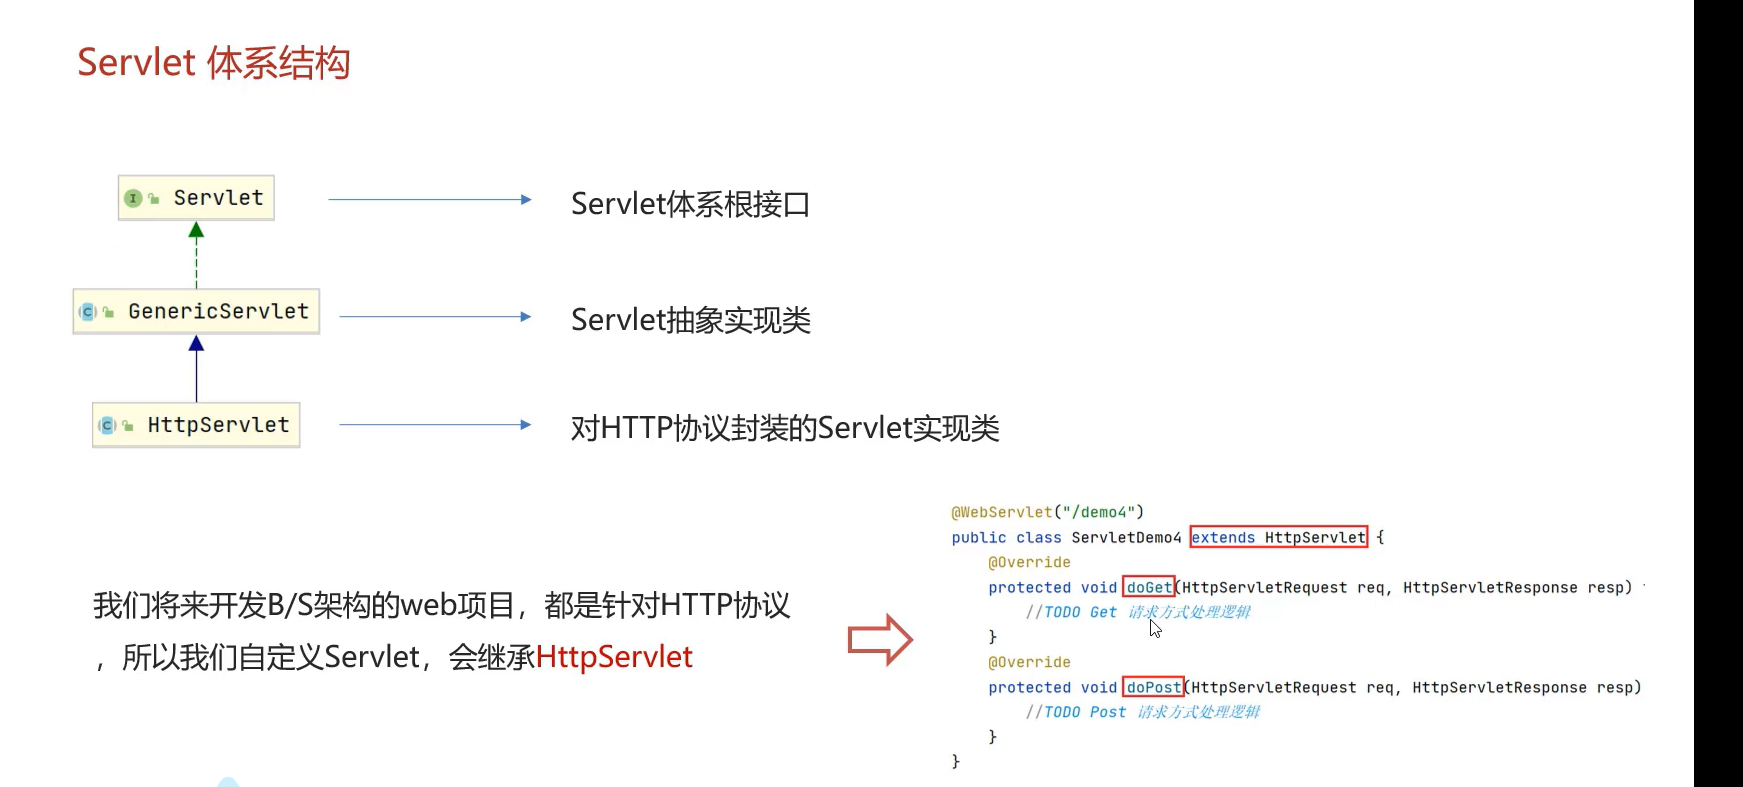 Servlet 体系结构
Servlet
Servlet体系根接口
GenericServlet
Servlet抽象实现类
HttpServlet
对HTTP协议封装的Servlet实现类
我们将来开发B/S架构的web项目，都是针对HTTP协议
，所以我们自定义Servlet，会继承HttpServlet
@WebServlet("/demo4")
public class ServletDemo4 extends HttpServlet {
@Override
protected void doGet(HttpServletRequest req, HttpServletResponse resp)
//TODO Get 请求方式处理逻辑
}
@Override
protected void doPost(HttpServletRequest req, HttpServletResponse resp)
//TODO Post 请求方式处理逻辑
}
}